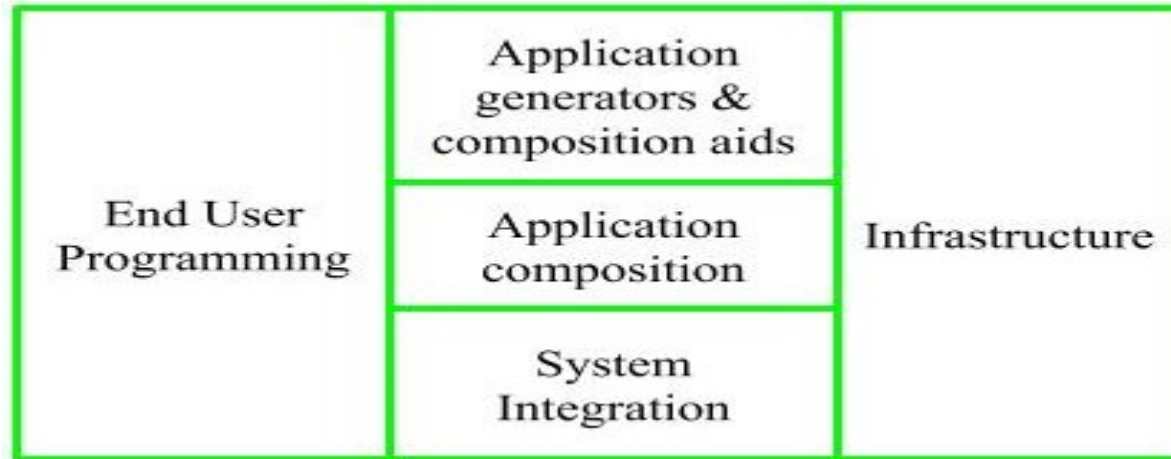 End User
Programming
Application
generators &
composition aids
Application
composition
System
Integration
Infrastructure